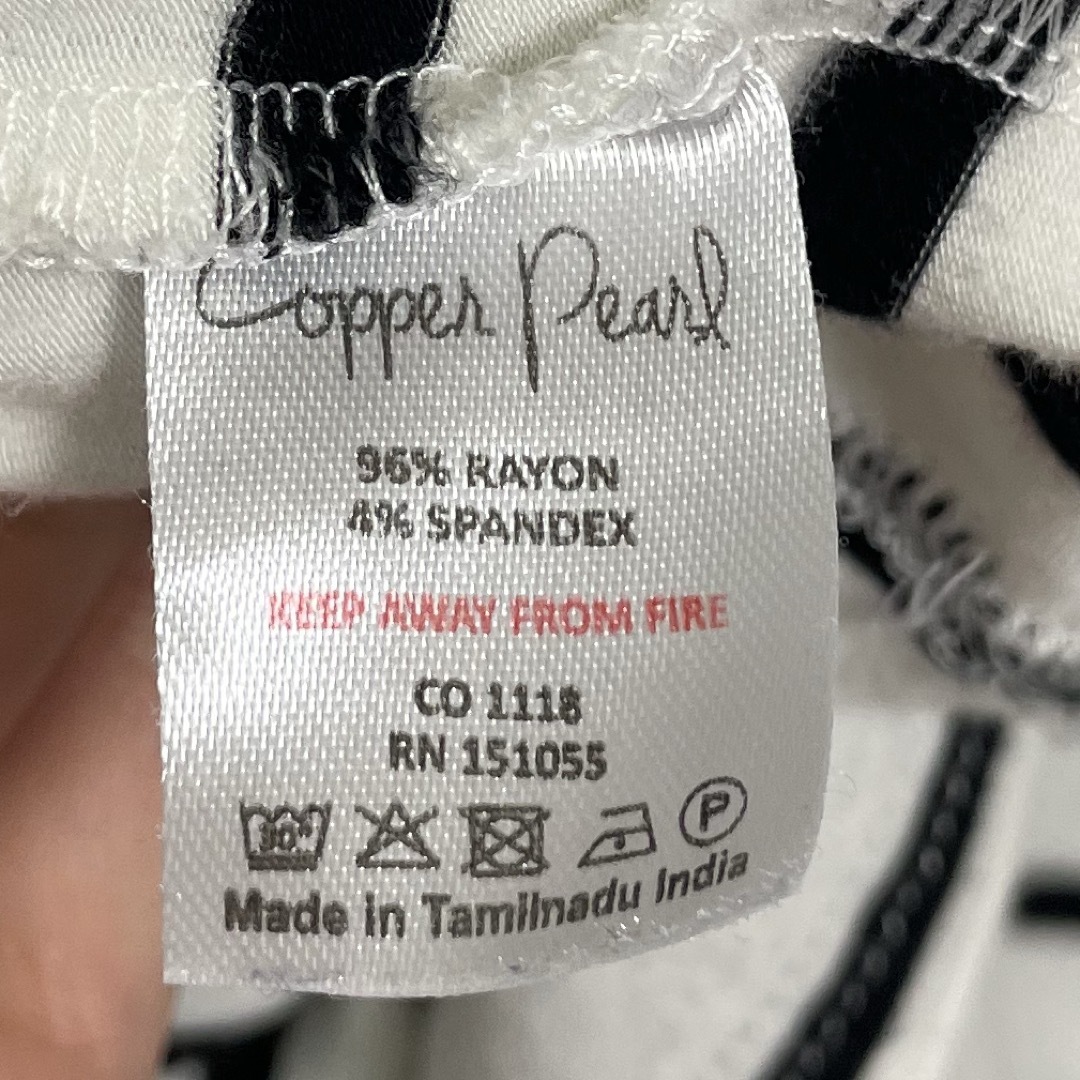 Copper Pearl
96% RAYON
4% SPANDEX
KEEP AWAY FROM FIRE
CO 1118
RN 151055
30°
P
Made in Tamilnadu India